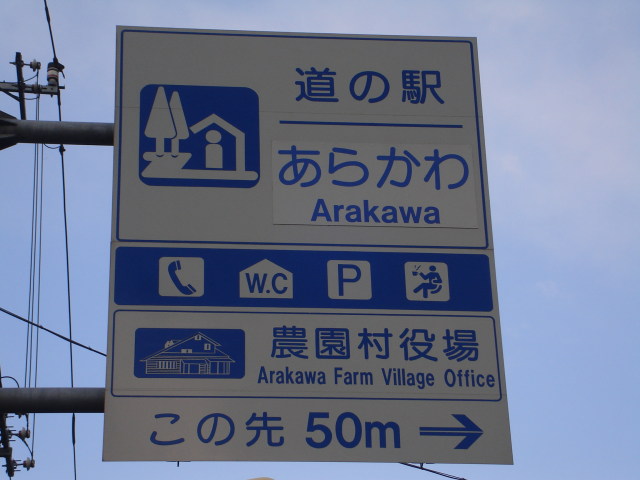 道の駅
あらかわ
Arakawa
W.C P
農園村役場
Arakawa Farm Village Office
この先 50m →